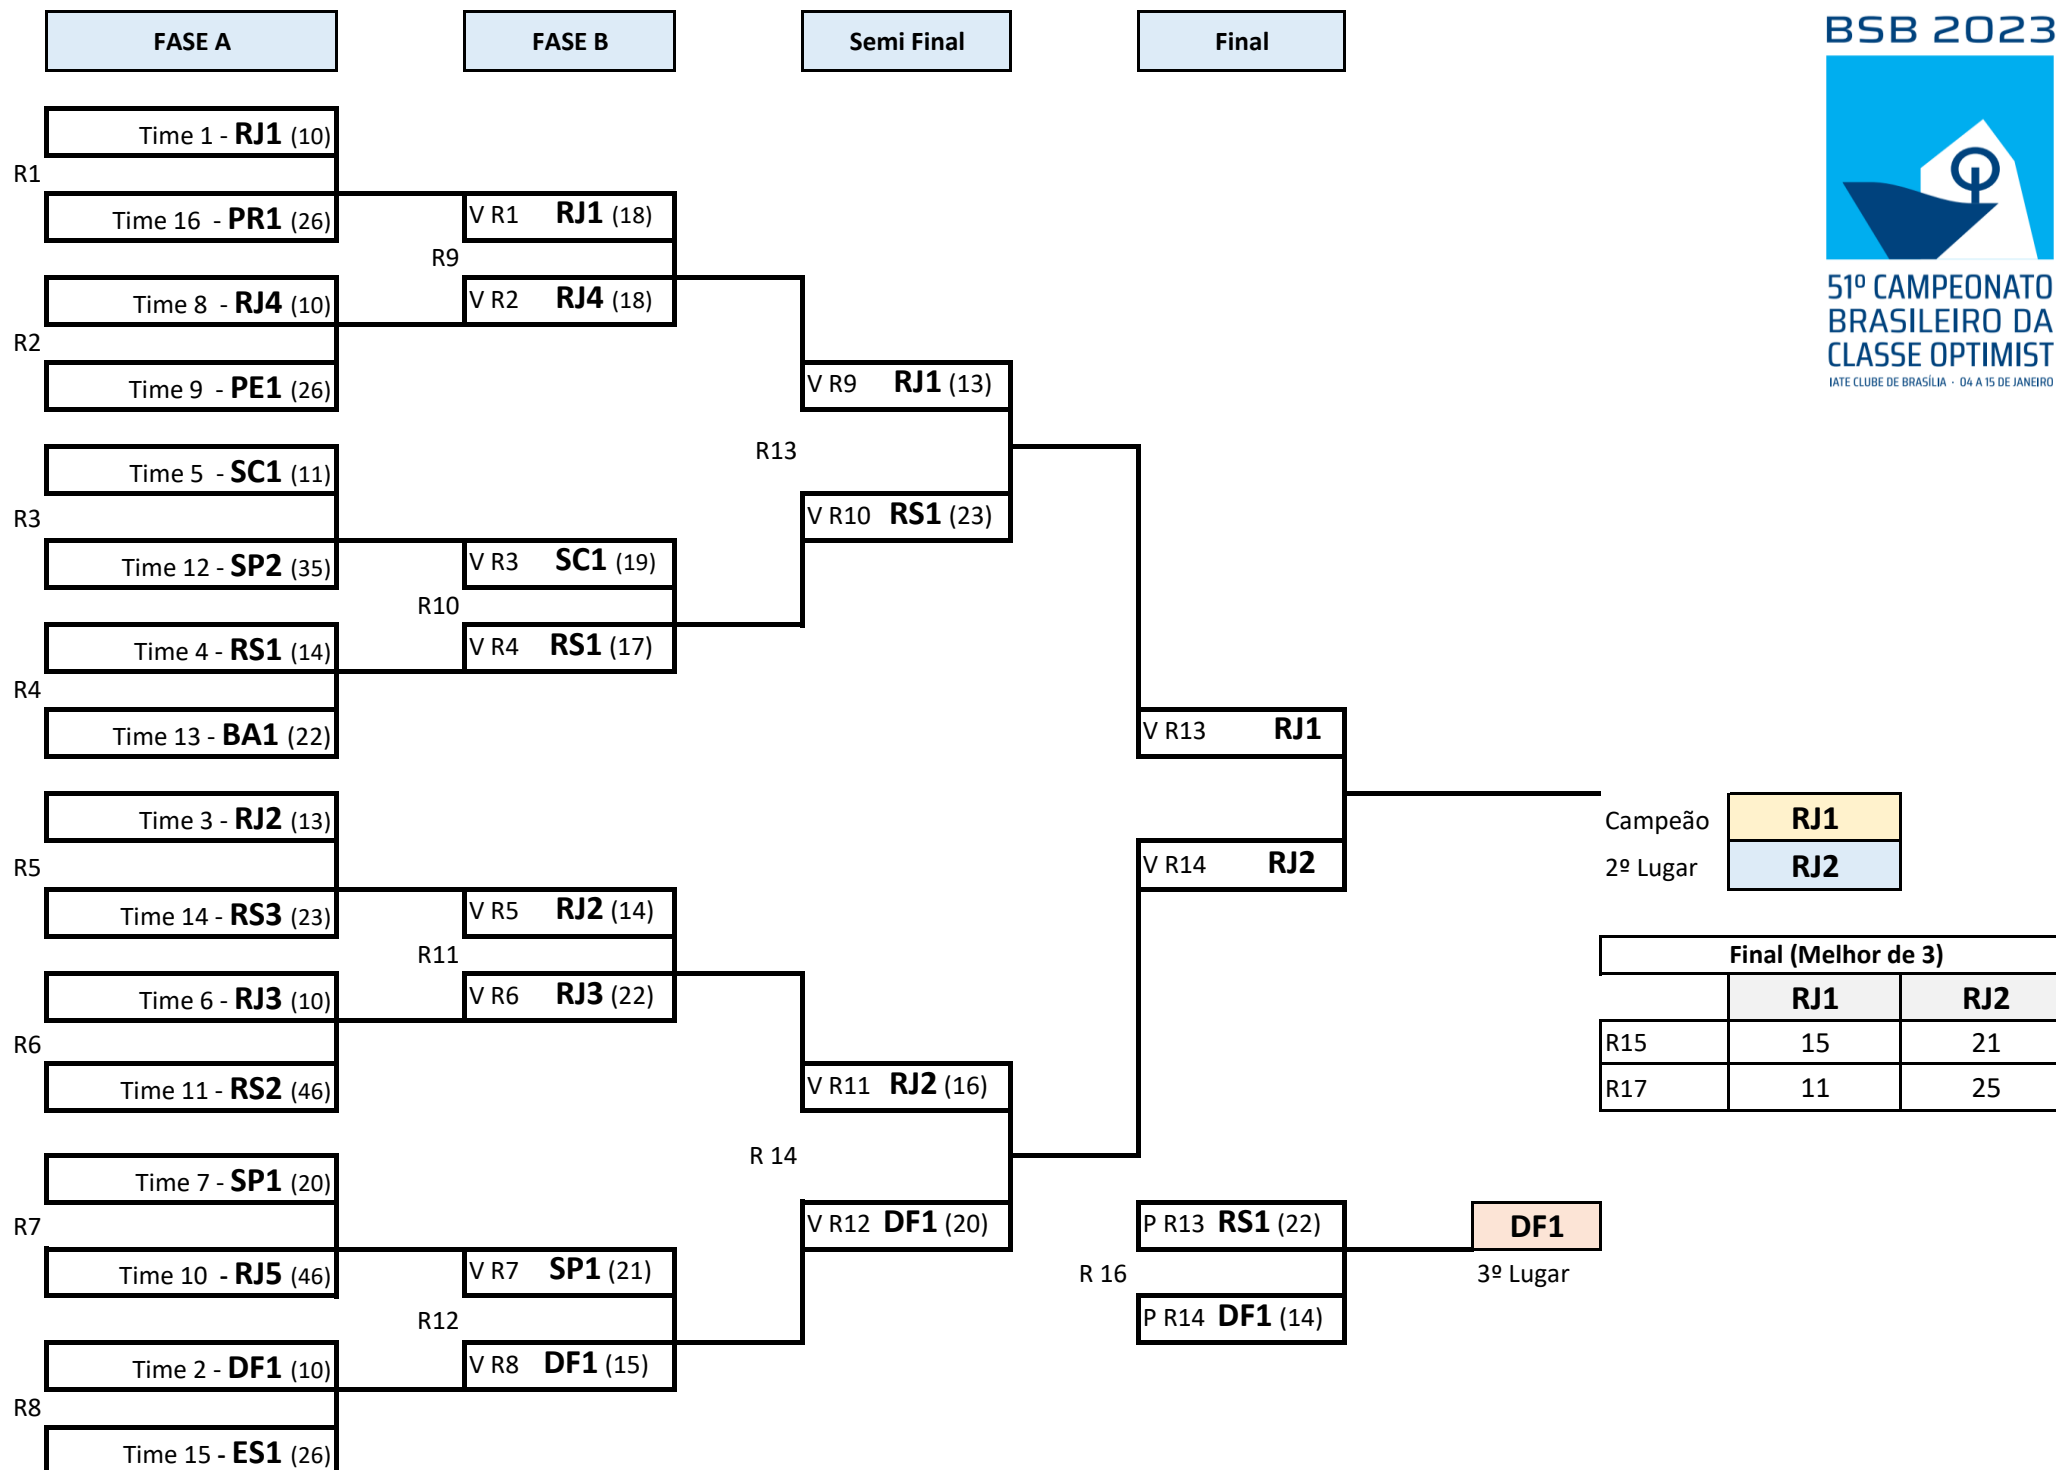 FASE A
FASE B
Semi Final
Final
BSB 2023
51º CAMPEONATO
BRASILEIRO DA
CLASSE OPTIMIST
IATE CLUBE DE BRASÍLIA · 04 A 15 DE JANEIRO
Time 1 - RJ1 (10)
R1
Time 16 - PR1 (26)
V R1 RJ1 (18)
R9
Time 8 - RJ4 (10)
V R2 RJ4 (18)
R2
Time 9 - PE1 (26)
V R9 RJ1 (13)
R13
Time 5 - SC1 (11)
R3
V R10 RS1 (23)
Time 12 - SP2 (35)
V R3 SC1 (19)
R10
Time 4 - RS1 (14)
V R4 RS1 (17)
R4
Time 13 - BA1 (22)
V R13 RJ1
Time 3 - RJ2 (13)
Campeão RJ1
R5
V R14 RJ2
2º Lugar RJ2
Time 14 - RS3 (23)
V R5 RJ2 (14)
R11
Final (Melhor de 3)
Time 6 - RJ3 (10)
V R6 RJ3 (22)
RJ1 RJ2
R6
R15 15 21
Time 11 - RS2 (46)
V R11 RJ2 (16)
R17 11 25
R 14
Time 7 - SP1 (20)
R7
V R12 DF1 (20)
P R13 RS1 (22)
DF1
Time 10 - RJ5 (46)
V R7 SP1 (21)
R 16
3º Lugar
R12
P R14 DF1 (14)
Time 2 - DF1 (10)
V R8 DF1 (15)
R8
Time 15 - ES1 (26)